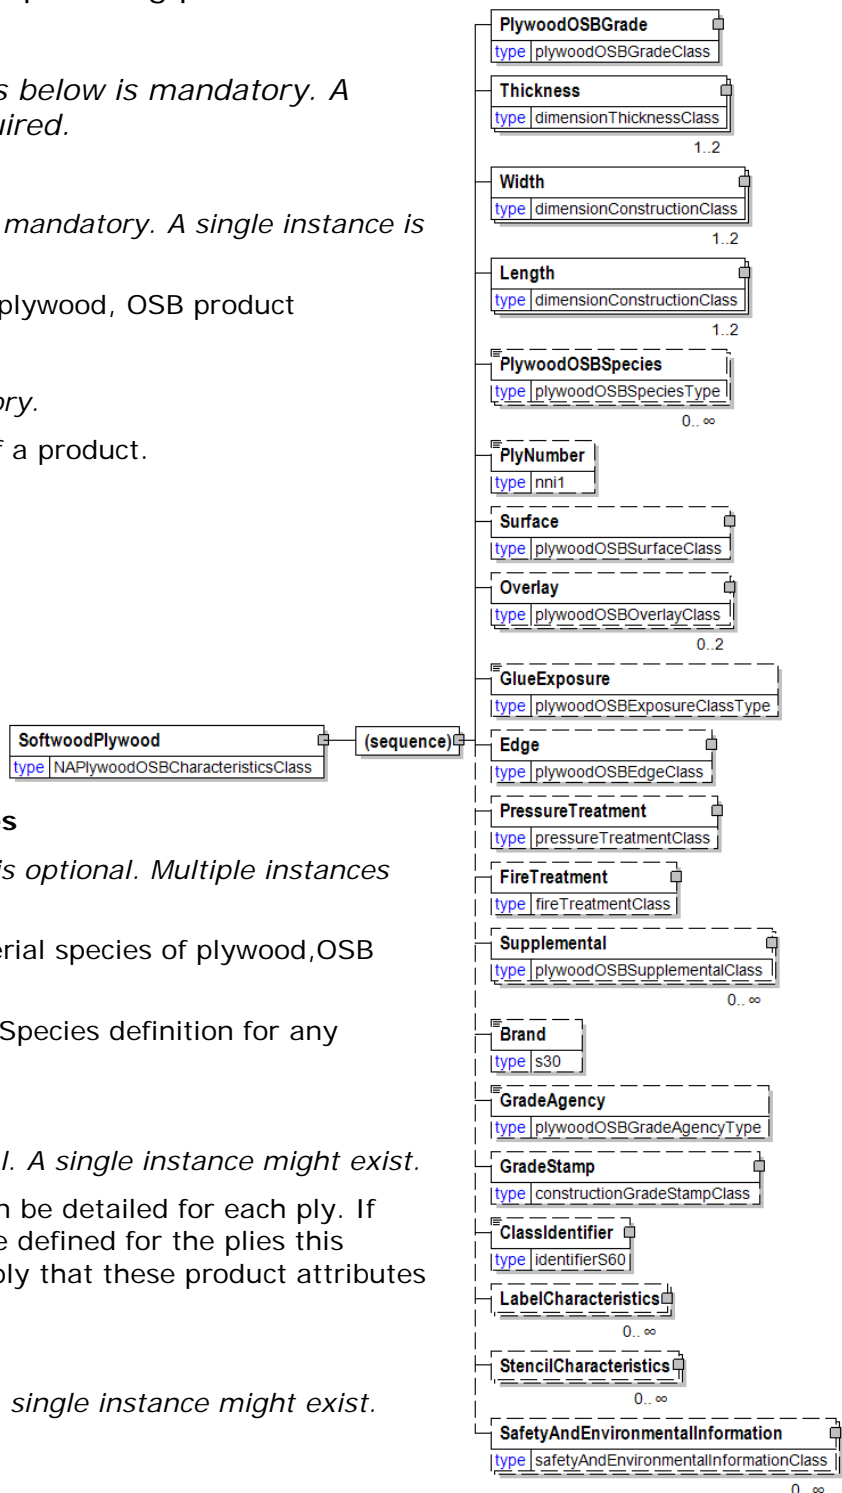 s below is mandatory. A
uired.
mandatory. A single instance is
plywood, OSB product
ory.
f a product.
es
is optional. Multiple instances
erial species of plywood,OSB
Species definition for any
l. A single instance might exist.
n be detailed for each ply. If
e defined for the plies this
ply that these product attributes
single instance might exist.
SoftwoodPlywood
type NAPlywoodOSBCharacteristicsClass
(sequence)
PlywoodOSBGrade
type plywoodOSBGradeClass
Thickness
type dimensionThicknessClass
1..2
Width
type dimensionConstructionClass
1..2
Length
type dimensionConstructionClass
1..2
PlywoodOSBSpecies
type plywoodOSBSpeciesType
0..∞
PlyNumber
type nni1
Surface
type plywoodOSBSurfaceClass
Overlay
type plywoodOSBOverlayClass
0..2
GlueExposure
type plywoodOSBExposureClassType
Edge
type plywoodOSBEdgeClass
PressureTreatment
type pressureTreatmentClass
FireTreatment
type fireTreatmentClass
Supplemental
type plywoodOSBSupplementalClass
0..∞
Brand
type s30
GradeAgency
type plywoodOSBGradeAgencyType
GradeStamp
type constructionGradeStampClass
ClassIdentifier
type identifierS60
LabelCharacteristics
0..∞
StencilCharacteristics
0..∞
SafetyAndEnvironmentalInformation
type safetyAndEnvironmentalInformationClass
0..∞